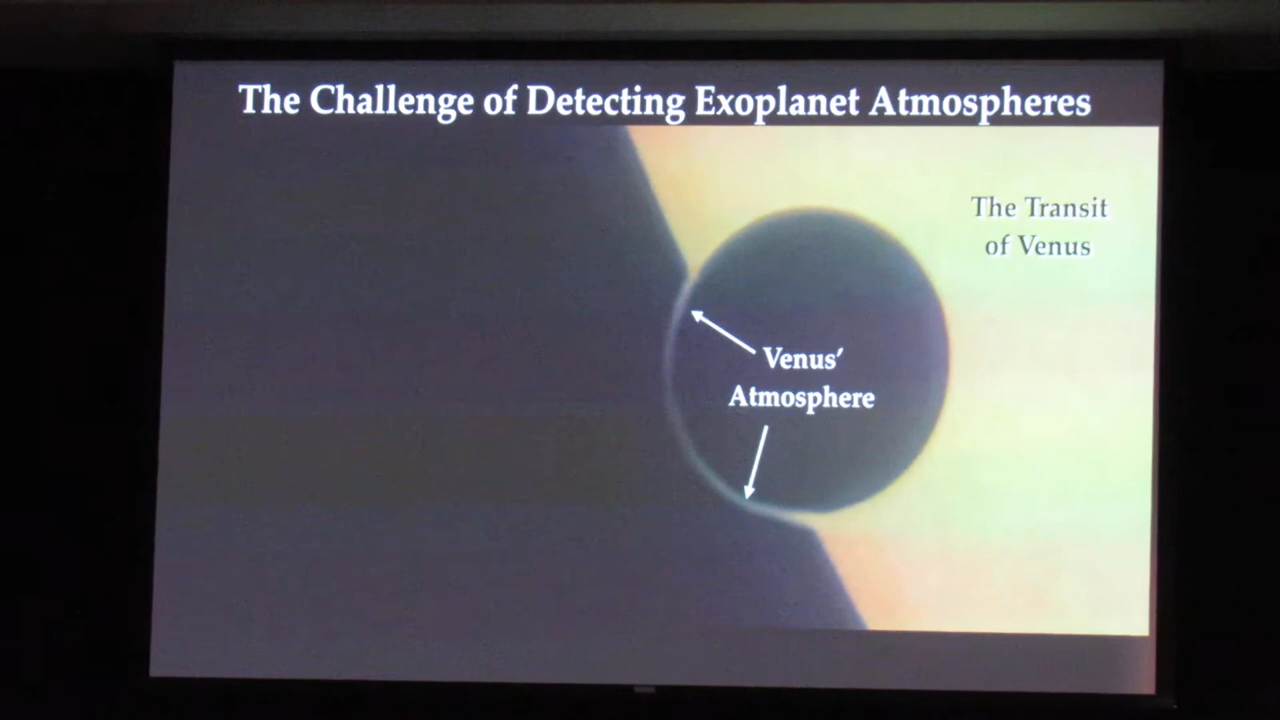 The Challenge of Detecting Exoplanet Atmospheres
The Transit
of Venus
Venus’
Atmosphere